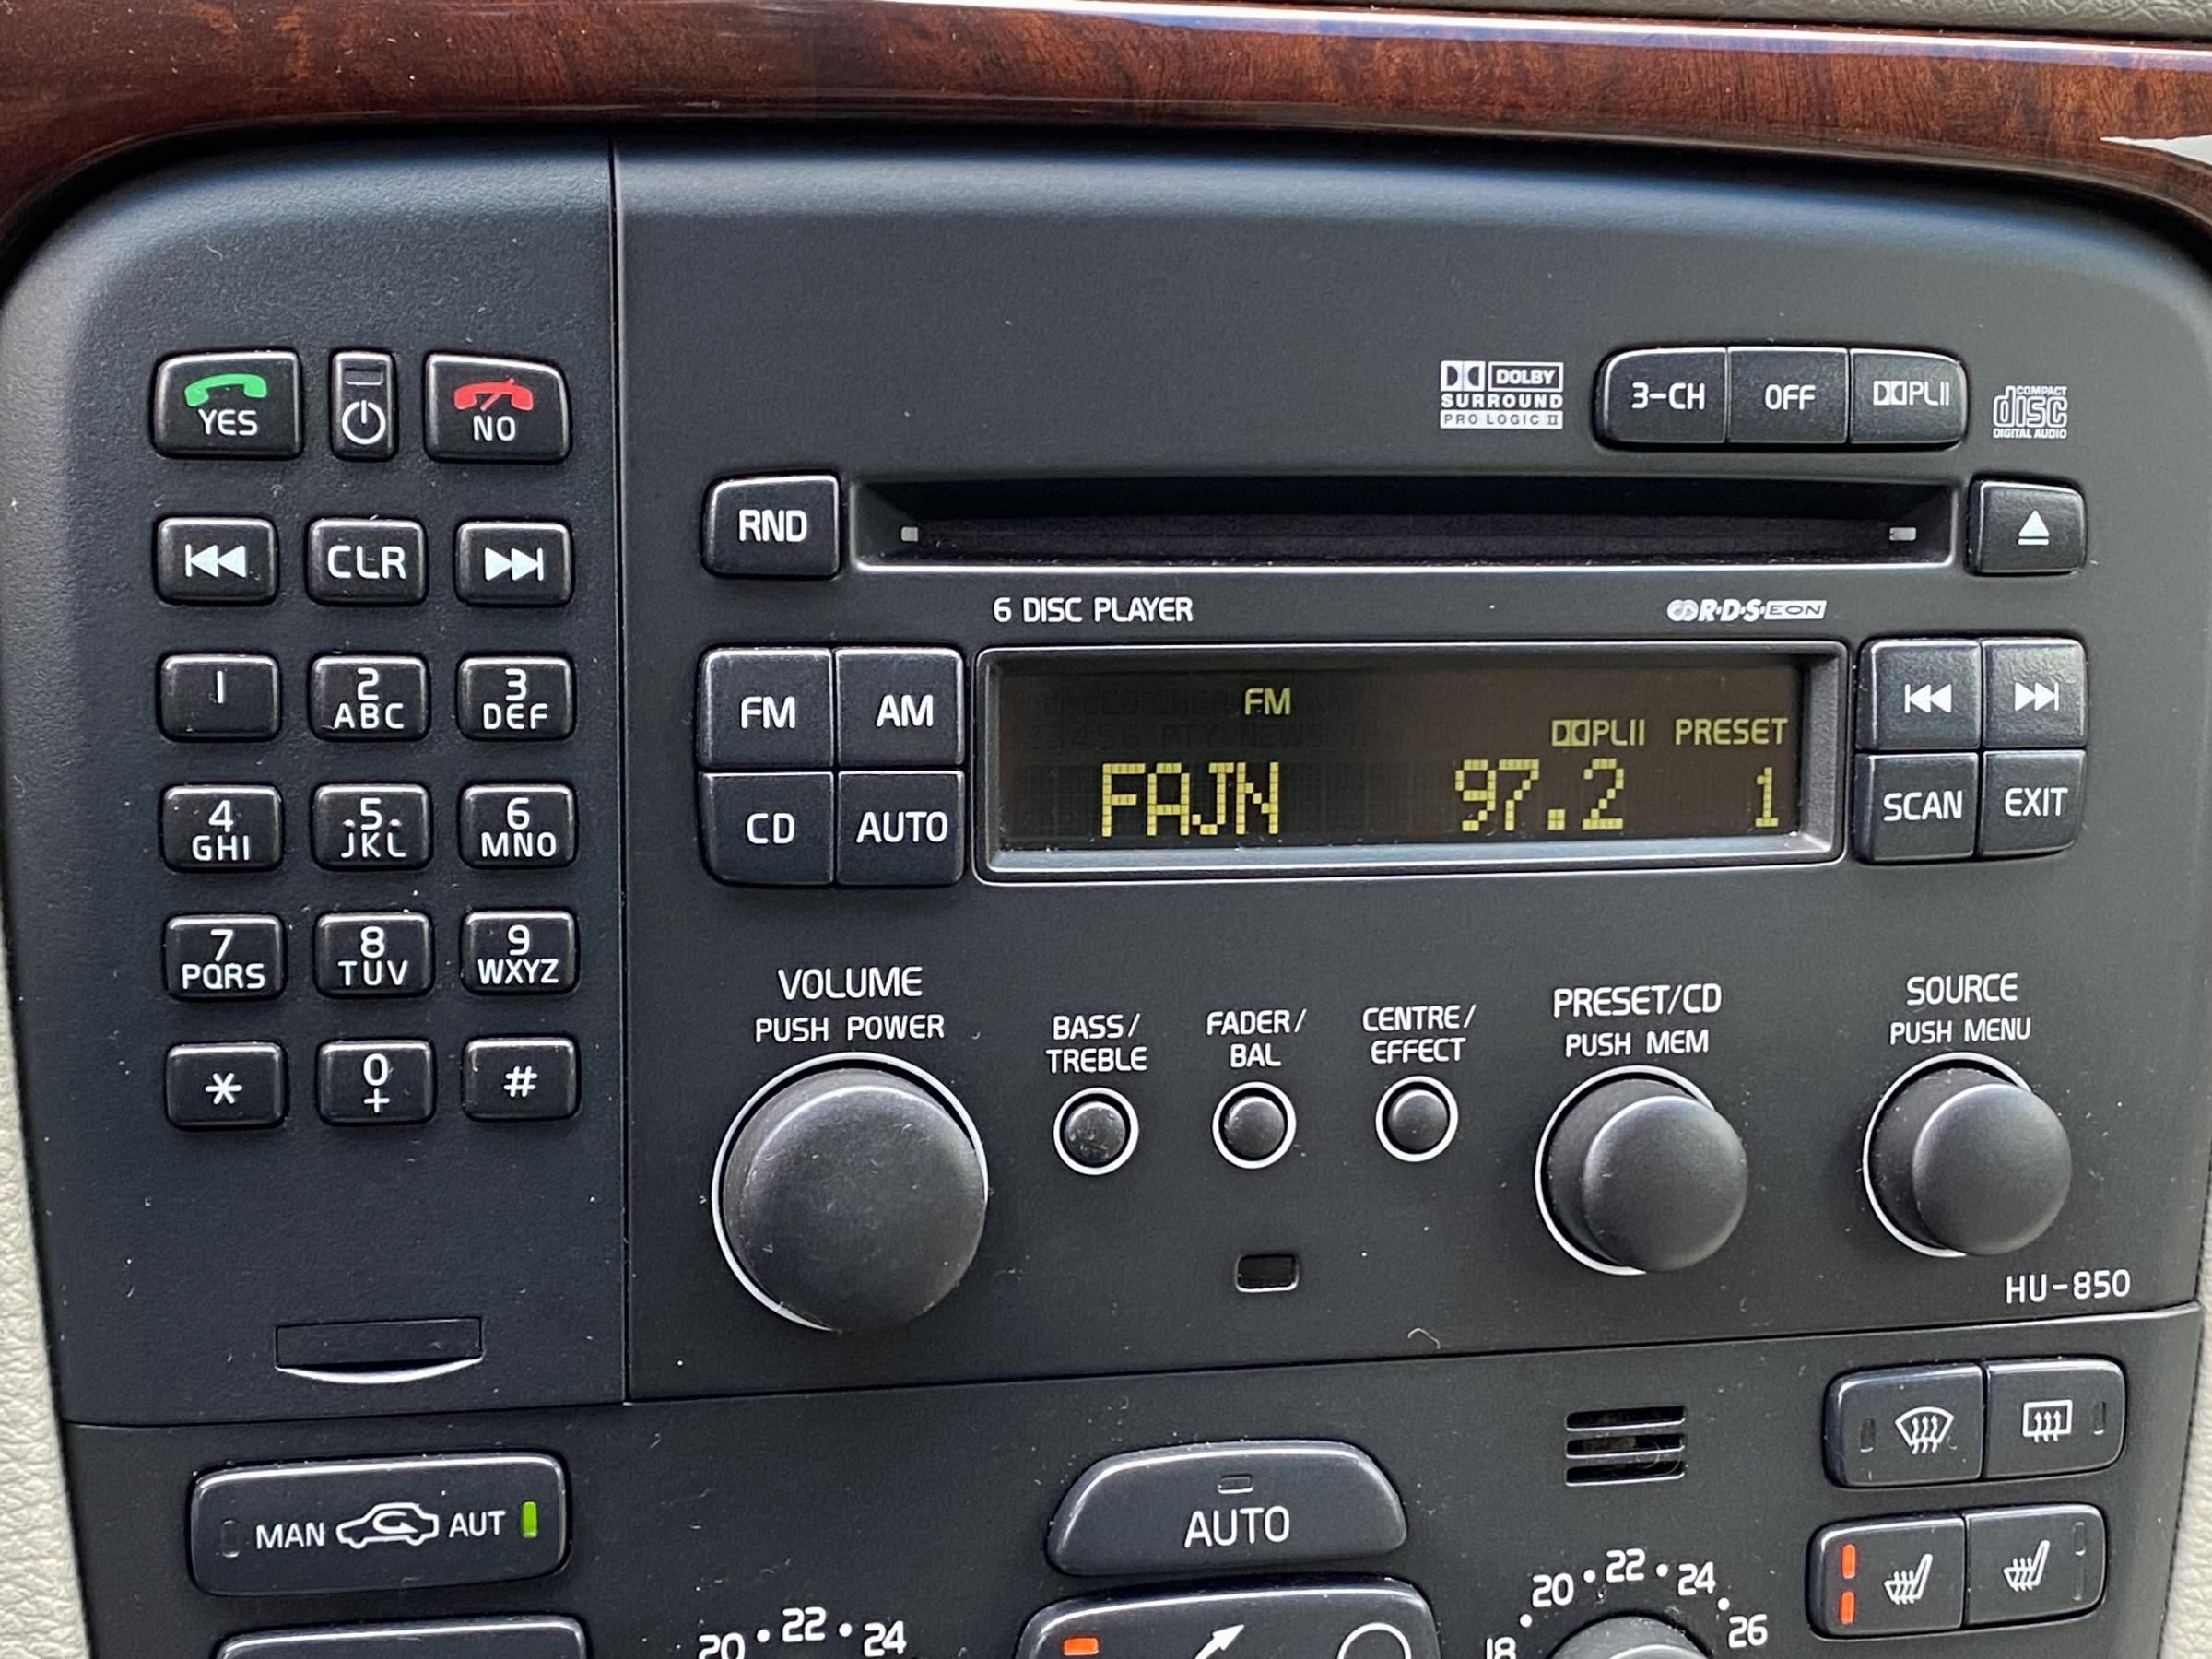 YES
NO
CLR
1
2
ABC
3
DEF
4
GHI
5
JKL
6
MNO
7
PQRS
8
TUV
9
WXYZ
*
0
+
#
DOLBY
SURROUND
PRO LOGIC II
3-CH
OFF
PLII
COMPACT
disc
DIGITAL AUDIO
RND
6 DISC PLAYER
R·D·S·EON
FM
AM
CD
AUTO
FM
PLII PRESET
FAJN 97.2 1
SCAN
EXIT
VOLUME
PUSH POWER
BASS/
TREBLE
FADER/
BAL
CENTRE/
EFFECT
PRESET/CD
PUSH MEM
SOURCE
PUSH MENU
HU-850
MAN AUT
AUTO
20 • 22 • 24
18 • 20 • 22 • 24 • 26